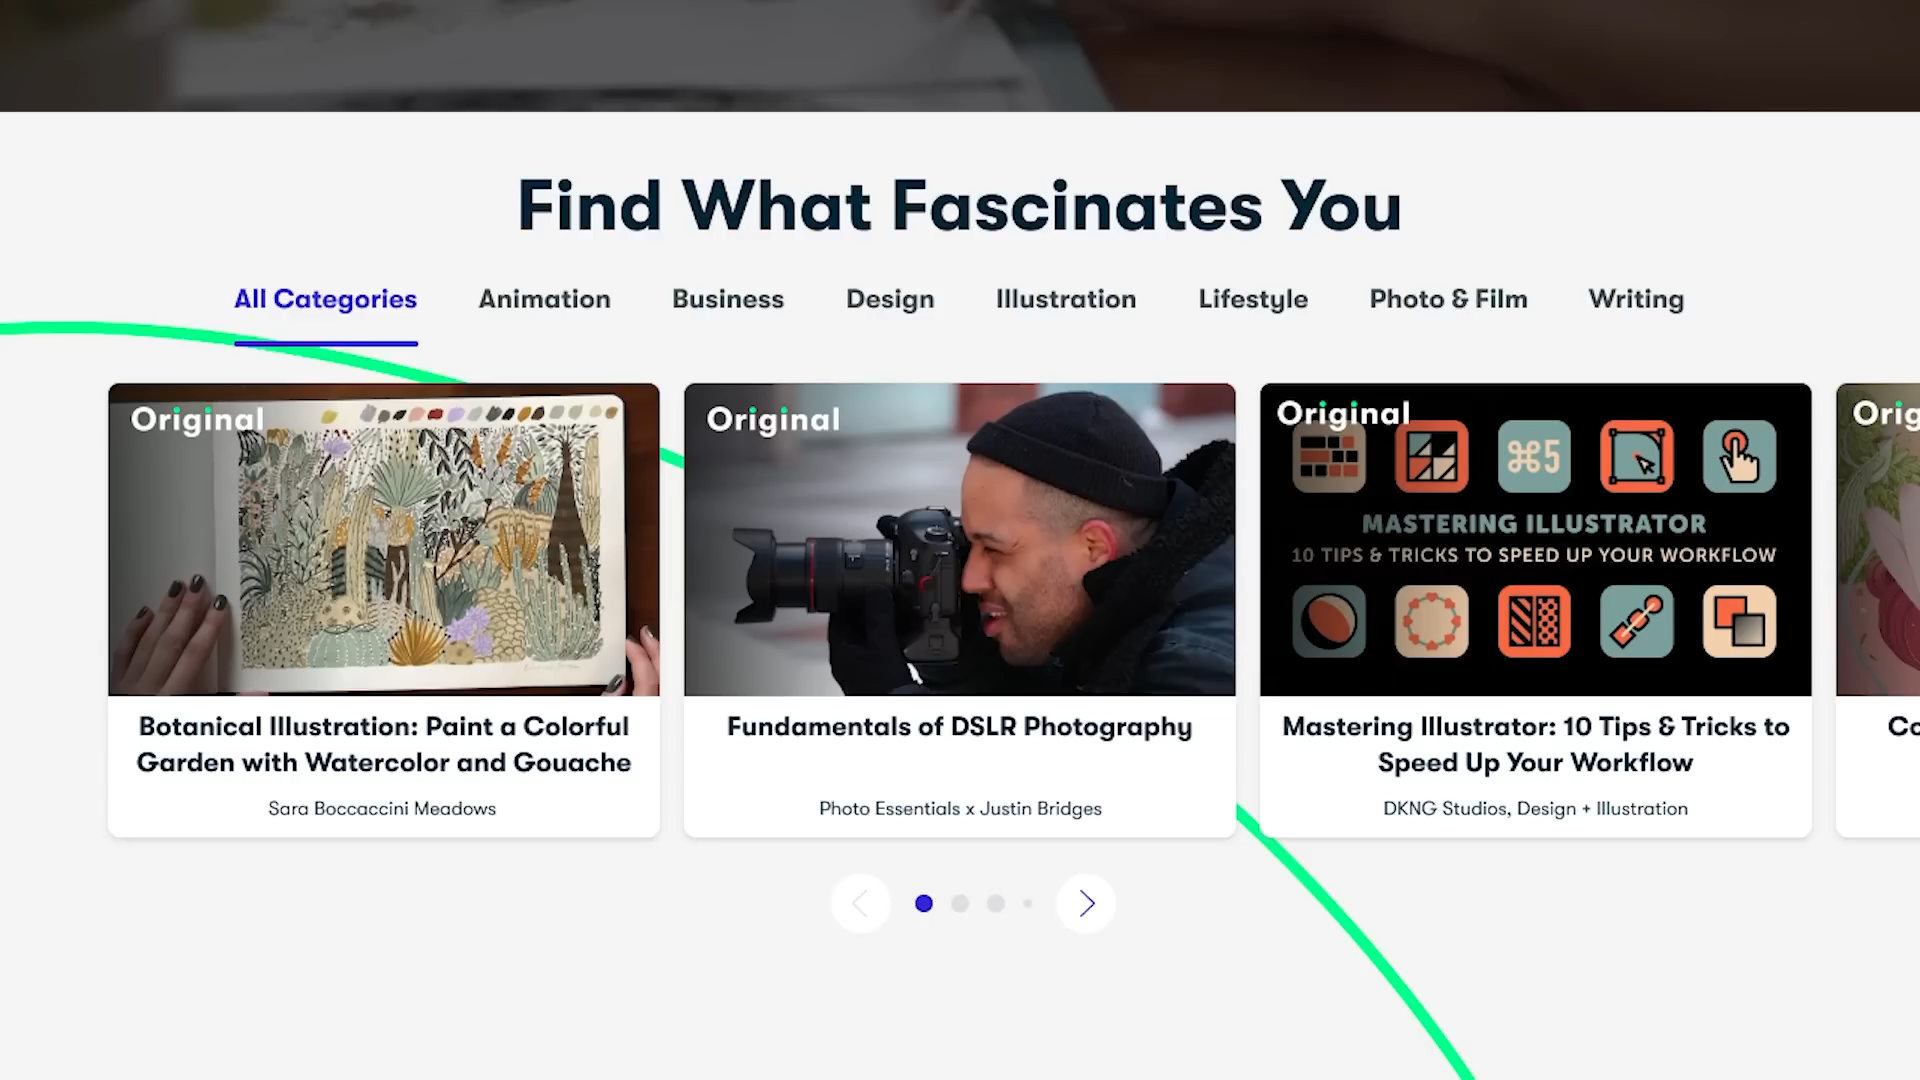 Find What Fascinates You
All Categories
Animation
Business
Design
Illustration
Lifestyle
Photo & Film
Writing
Original
Botanical Illustration: Paint a Colorful
Garden with Watercolor and Gouache
Sara Boccaccini Meadows
Original
Fundamentals of DSLR Photography
Photo Essentials x Justin Bridges
Original
⌘5
MASTERING ILLUSTRATOR
10 TIPS & TRICKS TO SPEED UP YOUR WORKFLOW
Mastering Illustrator: 10 Tips & Tricks to
Speed Up Your Workflow
DKNG Studios, Design + Illustration
Orig
Co